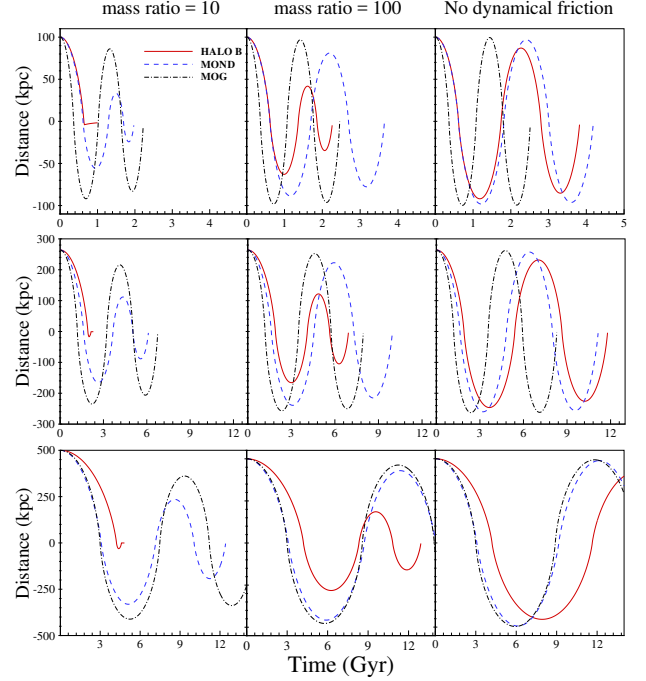 mass ratio = 10 mass ratio = 100 No dynamical friction
100
50
0
-50
-100
Distance (kpc)
HALO B
MOND
MOG
0 1 2 3 4 0 1 2 3 4 0 1 2 3 4 5
300
200
100
0
-100
-200
-300
Distance (kpc)
0 3 6 9 12 0 3 6 9 12 0 3 6 9 12
500
250
0
-250
-500
Distance (kpc)
0 3 6 9 12 0 3 6 9 12 0 3 6 9 12
Time (Gyr)